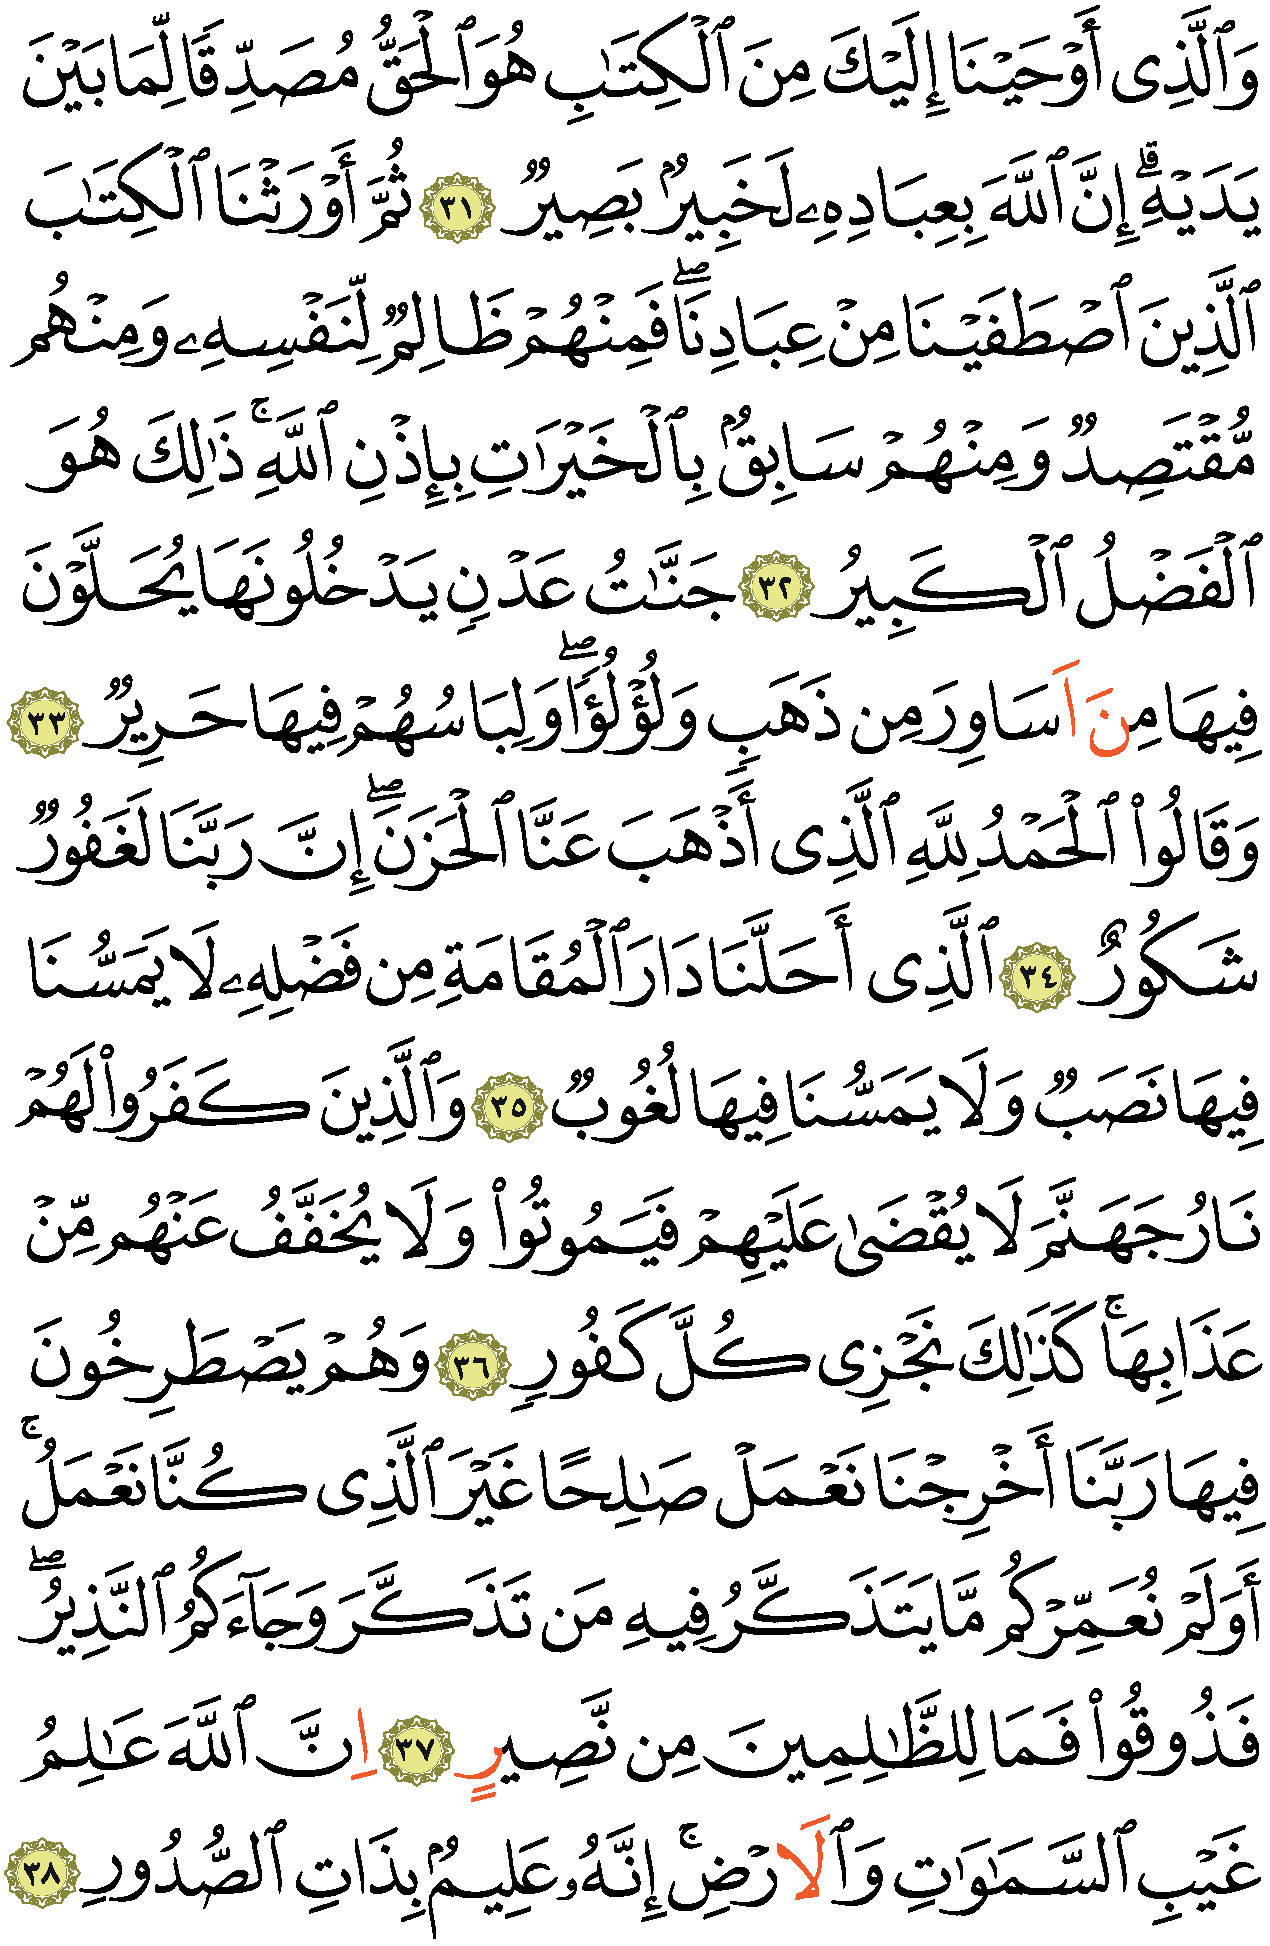 وَٱلَّذِىٓ أَوۡحَيۡنَآ إِلَيۡكَ مِنَ ٱلۡكِتَٰبِ هُوَ ٱلۡحَقُّ مُصَدِّقًا لِّمَا بَيۡنَ
يَدَيۡهِۗ إِنَّ ٱللَّهَ بِعِبَادِهِۦ لَخَبِيرُۢ بَصِيرٌ ٣١ ثُمَّ أَوۡرَثۡنَا ٱلۡكِتَٰبَ
ٱلَّذِينَ ٱصۡطَفَيۡنَا مِنۡ عِبَادِنَاۖ فَمِنۡهُمۡ ظَالِمٌ لِّنَفۡسِهِۦ وَمِنۡهُم
مُّقۡتَصِدٌ وَمِنۡهُمۡ سَابِقُۢ بِٱلۡخَيۡرَٰتِ بِإِذۡنِ ٱللَّهِۚ ذَٰلِكَ هُوَ
ٱلۡفَضۡلُ ٱلۡكَبِيرُ ٣٢ جَنَّٰتُ عَدۡنٍ يَدۡخُلُونَهَا يُحَلَّوۡنَ
فِيهَا مِنَ اَسَاوِرَ مِن ذَهَبٍ وَلُؤۡلُؤًاۖ وَلِبَاسُهُمۡ فِيهَا حَرِيرٌ ٣٣
وَقَالُواْ ٱلۡحَمۡدُ لِلَّهِ ٱلَّذِىٓ أَذۡهَبَ عَنَّا ٱلۡحَزَنَۖ إِنَّ رَبَّنَا لَغَفُورٌ
شَكُورٌ ٣٤ ٱلَّذِىٓ أَحَلَّنَا دَارَ ٱلۡمُقَامَةِ مِن فَضۡلِهِۦ لَا يَمَسُّنَا
فِيهَا نَصَبٌ وَلَا يَمَسُّنَا فِيهَا لُغُوبٌ ٣٥ وَٱلَّذِينَ كَفَرُواْ لَهُمۡ
نَارُ جَهَنَّمَ لَا يُقۡضَىٰ عَلَيۡهِمۡ فَيَمُوتُواْ وَلَا يُخَفَّفُ عَنۡهُم مِّنۡ
عَذَابِهَاۚ كَذَٰلِكَ نَجۡزِى كُلَّ كَفُورٍ ٣٦ وَهُمۡ يَصۡطَرِخُونَ
فِيهَا رَبَّنَآ أَخۡرِجۡنَا نَعۡمَلۡ صَٰلِحًا غَيۡرَ ٱلَّذِى كُنَّا نَعۡمَلُۚ
أَوَلَمۡ نُعَمِّرۡكُم مَّا يَتَذَكَّرُ فِيهِ مَن تَذَكَّرَ وَجَآءَكُمُ ٱلنَّذِيرُۖ
فَذُوقُواْ فَمَا لِلظَّٰلِمِينَ مِن نَّصِيرٍ ٣٧ اِنَّ ٱللَّهَ عَٰلِمُ
غَيۡبِ ٱلسَّمَٰوَٰتِ وَٱلَارۡضِۚ إِنَّهُۥ عَلِيمُۢ بِذَاتِ ٱلصُّدُورِ ٣٨